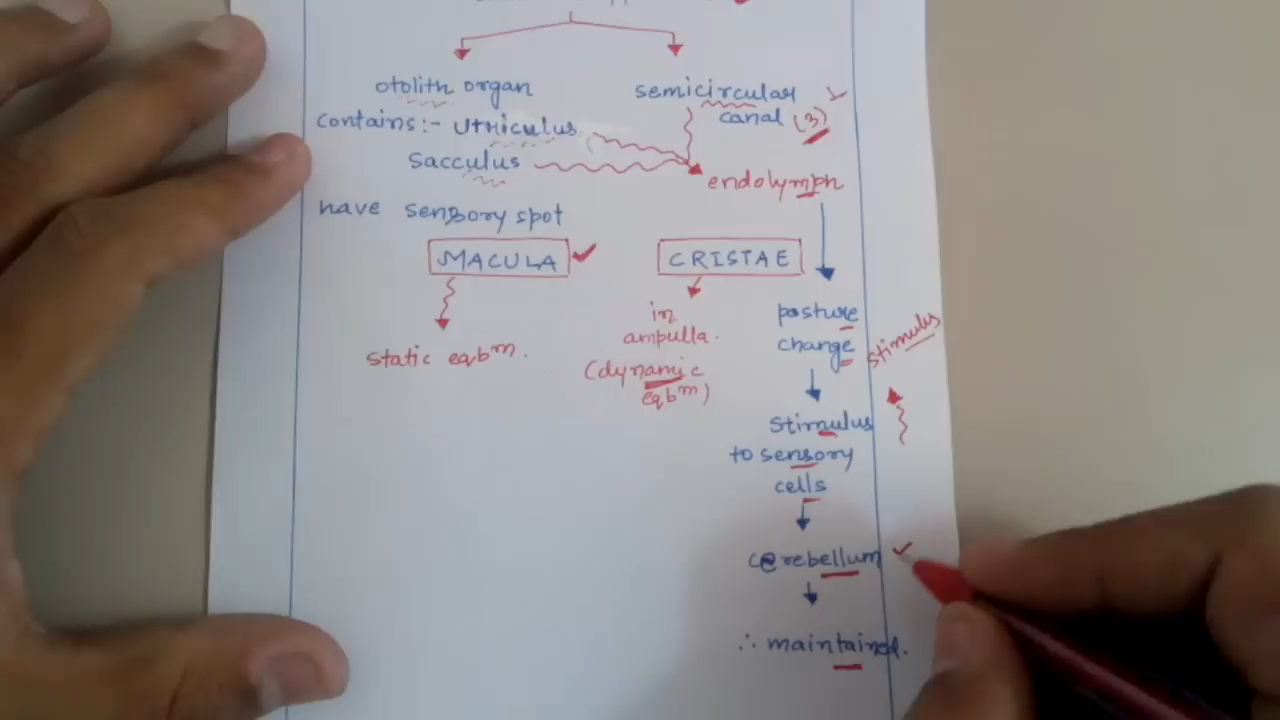 otolith organ
semicircular
canal (3)
contains:- utriculus
sacculus
endolymph
have sensory spot
MACULA
CRISTAE
static eqbm.
in
ampulla.
(dynamic
eqbm)
posture
change
stimulus
stimulus
to sensory
cells
cerebellum
∴ maintained.